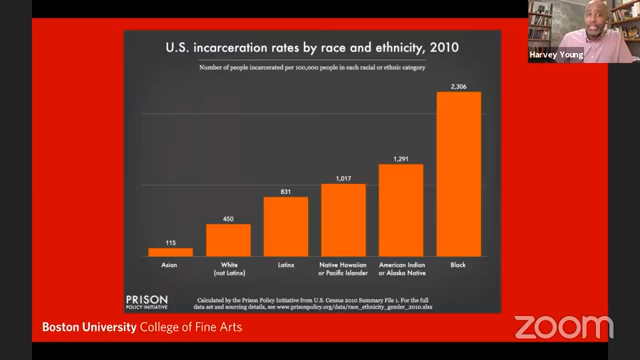 U.S. incarceration rates by race and ethnicity, 2010
Number of people incarcerated per 100,000 people in each racial or ethnic category
Harvey Young
2,306
1,291
1,017
831
450
115
Asian
White
(not Latinx)
Latinx
Native Hawaiian
or Pacific Islander
American Indian
or Alaska Native
Black
PRISON
POLICY INITIATIVE
Calculated by the Prison Policy Initiative from U.S. Census 2010 Summary File 1. For the full
data set and sourcing details, see www.prisonpolicy.org/data/race_ethnicity_gender_2010.xlsx
Boston University College of Fine Arts
zoom